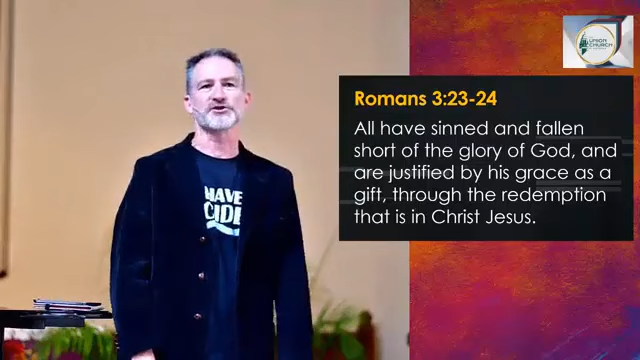 UNION
CHURCH
Romans 3:23-24
All have sinned and fallen
short of the glory of God, and
are justified by his grace as a
gift, through the redemption
that is in Christ Jesus.
HAVE
CIDE